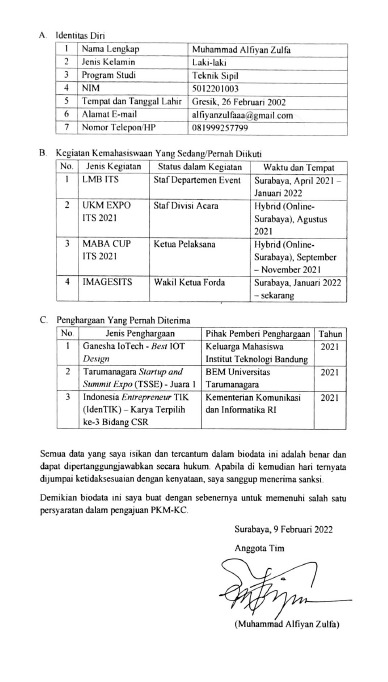 A. Identitas Diri
1 Nama Lengkap Muhammad Alfiyan Zulfa
2 Jenis Kelamin Laki-laki
3 Program Studi Teknik Sipil
4 NIM 5012201003
5 Tempat dan Tanggal Lahir Gresik, 26 Februari 2002
6 Alamat E-mail alfiyanzulfaaa@gmail.com
7 Nomor Telepon/HP 081999257799
B. Kegiatan Kemahasiswaan Yang Sedang/Pernah Diikuti
No. Jenis Kegiatan Status dalam Kegiatan Waktu dan Tempat
1 LMB ITS Staf Departemen Event Surabaya, April 2021 –
Januari 2022
2 UKM EXPO Staf Divisi Acara Hybrid (Online-
ITS 2021 Surabaya), Agustus
2021
3 MABA CUP Ketua Pelaksana Hybrid (Online-
ITS 2021 Surabaya), September
– November 2021
4 IMAGESITS Wakil Ketua Forda Surabaya, Januari 2022
– sekarang
C. Penghargaan Yang Pernah Diterima
No. Jenis Penghargaan Pihak Pemberi Penghargaan Tahun
1 Ganesha IoTech - Best IOT Keluarga Mahasiswa 2021
Design Institut Teknologi Bandung
2 Tarumanagara Startup and BEM Universitas 2021
Summit Expo (TSSE) - Juara 1 Tarumanagara
3 Indonesia Entrepreneur TIK Kementerian Komunikasi 2021
(IdenTIK) – Karya Terpilih dan Informatika RI
ke-3 Bidang CSR
Semua data yang saya isikan dan tercantum dalam biodata ini adalah benar dan
dapat dipertanggungjawabkan secara hukum. Apabila di kemudian hari ternyata
dijumpai ketidaksesuaian dengan kenyataan, saya sanggup menerima sanksi.
Demikian biodata ini saya buat dengan sebenernya untuk memenuhi salah satu
persyaratan dalam pengajuan PKM-KC.
Surabaya, 9 Februari 2022
Anggota Tim
(Muhammad Alfiyan Zulfa)